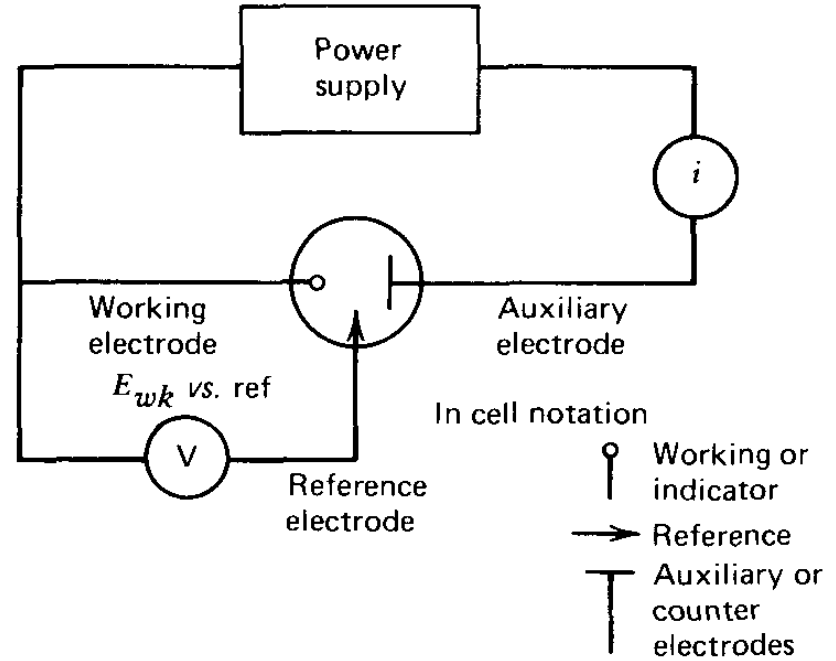 Power
supply
i
Working
electrode
Auxiliary
electrode
E_wk vs. ref
V
Reference
electrode
In cell notation
Working or
indicator
Reference
Auxiliary or
counter
electrodes